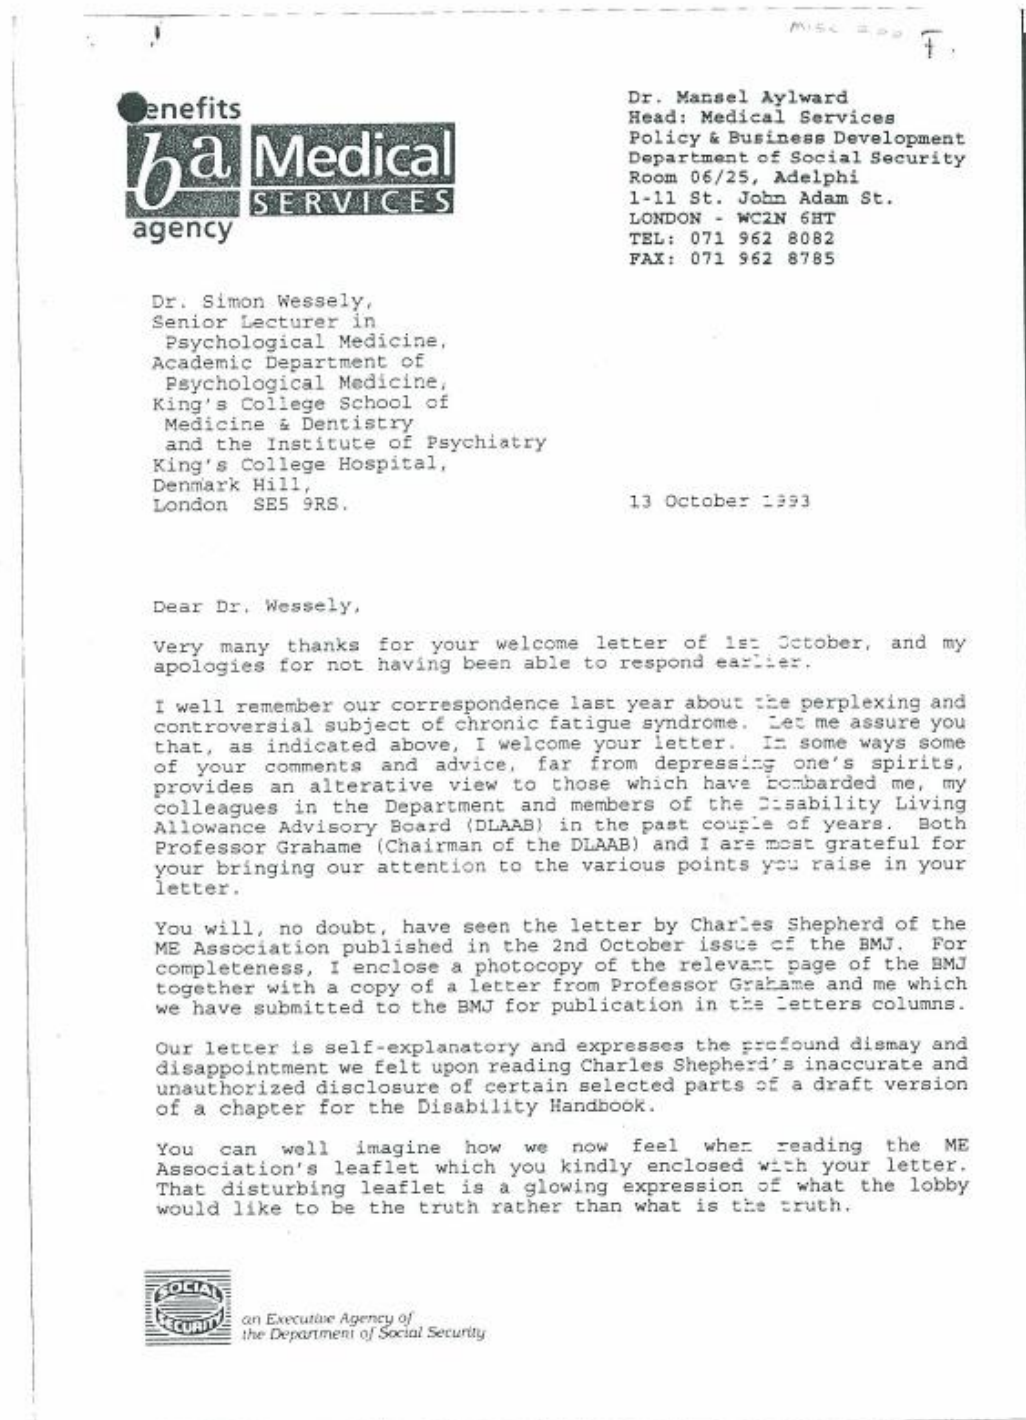 MISC 200 F.
Benefits
ba Medical
SERVICES
agency
Dr. Mansel Aylward
Head: Medical Services
Policy & Business Development
Department of Social Security
Room 06/25, Adelphi
1-11 St. John Adam St.
LONDON - WC2N 6HT
TEL: 071 962 8082
FAX: 071 962 8785
Dr. Simon Wessely,
Senior Lecturer in
Psychological Medicine,
Academic Department of
Psychological Medicine,
King's College School of
Medicine & Dentistry
and the Institute of Psychiatry
King's College Hospital,
Denmark Hill,
London SE5 9RS.
13 October 1993
Dear Dr. Wessely,
Very many thanks for your welcome letter of 1st October, and my
apologies for not having been able to respond earlier.
I well remember our correspondence last year about the perplexing and
controversial subject of chronic fatigue syndrome. Let me assure you
that, as indicated above, I welcome your letter. In some ways some
of your comments and advice, far from depressing one's spirits,
provides an alterative view to those which have bombarded me, my
colleagues in the Department and members of the Disability Living
Allowance Advisory Board (DLAAB) in the past couple of years. Both
Professor Grahame (Chairman of the DLAAB) and I are most grateful for
your bringing our attention to the various points you raise in your
letter.
You will, no doubt, have seen the letter by Charles Shepherd of the
ME Association published in the 2nd October issue of the BMJ. For
completeness, I enclose a photocopy of the relevant page of the BMJ
together with a copy of a letter from Professor Grahame and me which
we have submitted to the BMJ for publication in the letters columns.
Our letter is self-explanatory and expresses the profound dismay and
disappointment we felt upon reading Charles Shepherd's inaccurate and
unauthorized disclosure of certain selected parts of a draft version
of a chapter for the Disability Handbook.
You can well imagine how we now feel when reading the ME
Association's leaflet which you kindly enclosed with your letter.
That disturbing leaflet is a glowing expression of what the lobby
would like to be the truth rather than what is the truth.
SOCIAL
SECURITY
an Executive Agency of
the Department of Social Security